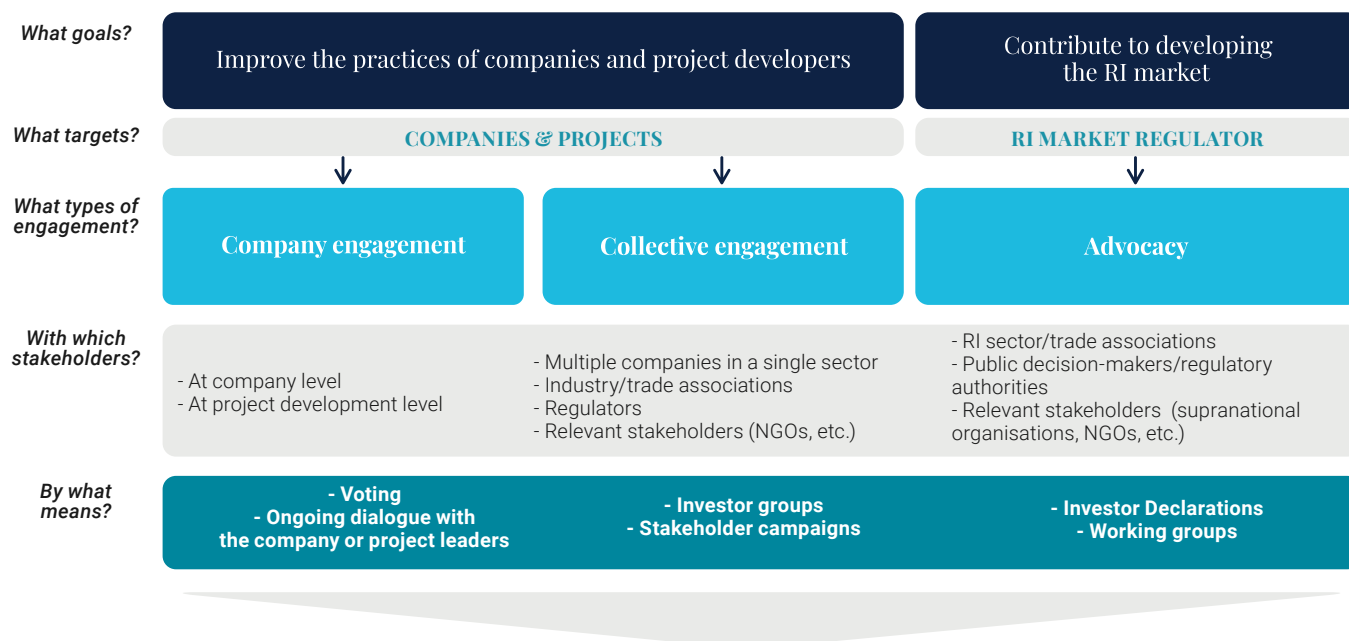 What goals?
Improve the practices of companies and project developers
Contribute to developing
the RI market
What targets?
COMPANIES & PROJECTS
RI MARKET REGULATOR
What types of
engagement?
Company engagement
Collective engagement
Advocacy
With which
stakeholders?
- At company level
- At project development level
- Multiple companies in a single sector
- Industry/trade associations
- Regulators
- Relevant stakeholders (NGOs, etc.)
- RI sector/trade associations
- Public decision-makers/regulatory
authorities
- Relevant stakeholders (supranational
organisations, NGOs, etc.)
By what
means?
- Voting
- Ongoing dialogue with
the company or project leaders
- Investor groups
- Stakeholder campaigns
- Investor Declarations
- Working groups